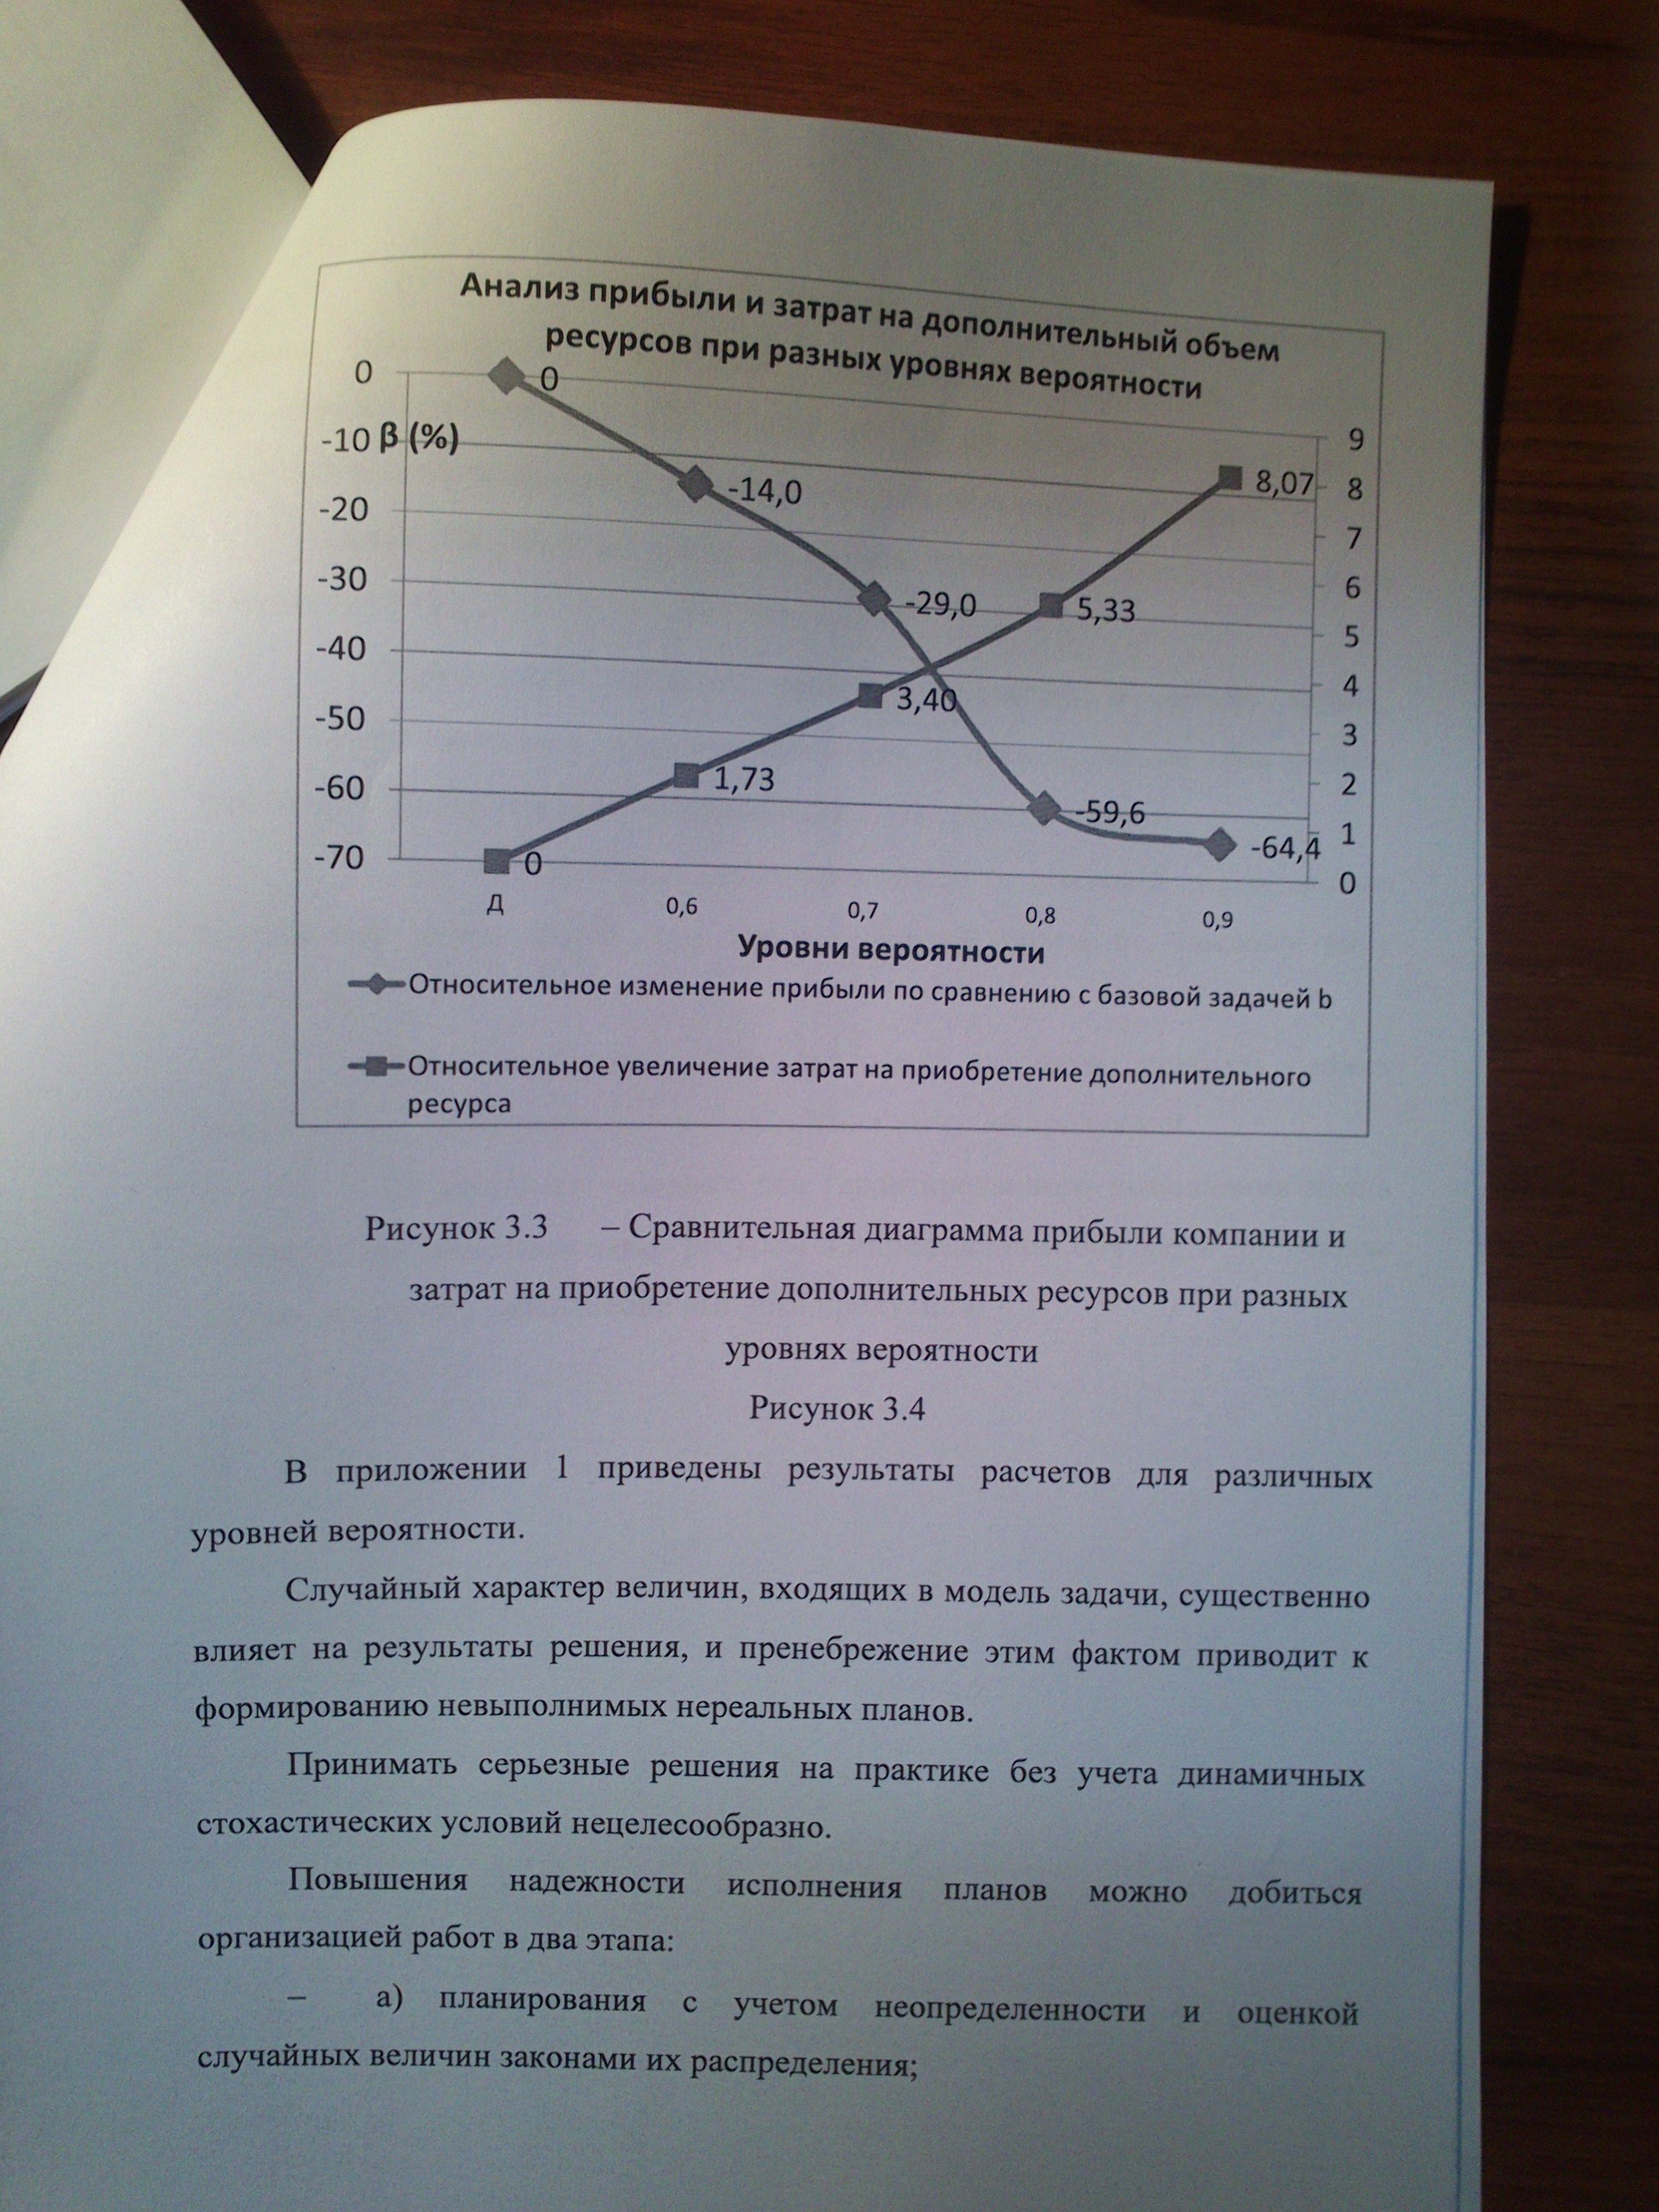 Анализ прибыли и затрат на дополнительный объем
ресурсов при разных уровнях вероятности
0
-10
-20
-30
-40
-50
-60
-70
β (%)
0
-14,0
-29,0
-59,6
-64,4
0
1,73
3,40
5,33
8,07
9
8
7
6
5
4
3
2
1
0
Д 0,6 0,7 0,8 0,9
Уровни вероятности
Относительное изменение прибыли по сравнению с базовой задачей b
Относительное увеличение затрат на приобретение дополнительного
ресурса
Рисунок 3.3 – Сравнительная диаграмма прибыли компании и
затрат на приобретение дополнительных ресурсов при разных
уровнях вероятности
Рисунок 3.4
В приложении 1 приведены результаты расчетов для различных
уровней вероятности.
Случайный характер величин, входящих в модель задачи, существенно
влияет на результаты решения, и пренебрежение этим фактом приводит к
формированию невыполнимых нереальных планов.
Принимать серьезные решения на практике без учета динамичных
стохастических условий нецелесообразно.
Повышения надежности исполнения планов можно добиться
организацией работ в два этапа:
– а) планирования с учетом неопределенности и оценкой
случайных величин законами их распределения;